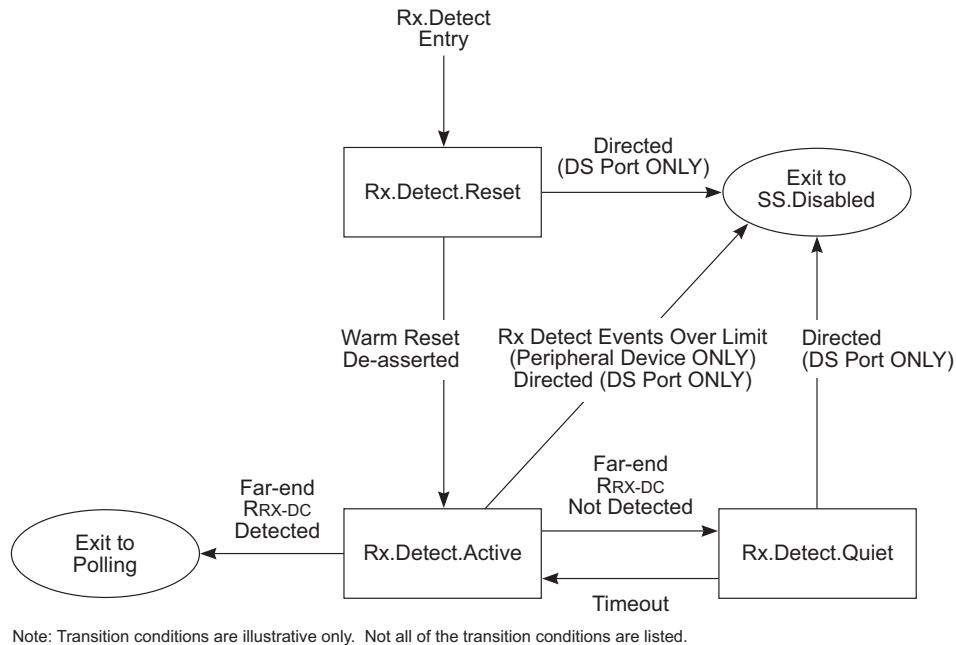 Rx.Detect
Entry
Directed
(DS Port ONLY)
Rx.Detect.Reset
Exit to
SS.Disabled
Warm Reset
De-asserted
Rx Detect Events Over Limit
(Peripheral Device ONLY)
Directed (DS Port ONLY)
Directed
(DS Port ONLY)
Far-end
RRX-DC
Detected
Far-end
RRX-DC
Not Detected
Exit to
Polling
Rx.Detect.Active
Rx.Detect.Quiet
Timeout
Note: Transition conditions are illustrative only. Not all of the transition conditions are listed.